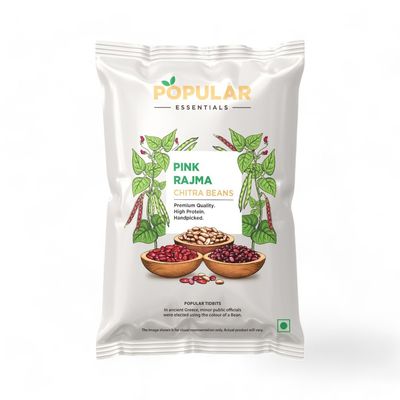 POPULAR
ESSENTIALS
PINK
RAJMA
CHITRA BEANS
Premium Quality.
High Protein.
Handpicked.
POPULAR TIDBITS
In ancient Greece, minor public officials
were elected using the colour of a Bean.
The image shown is for visual representation only. Actual product will vary.